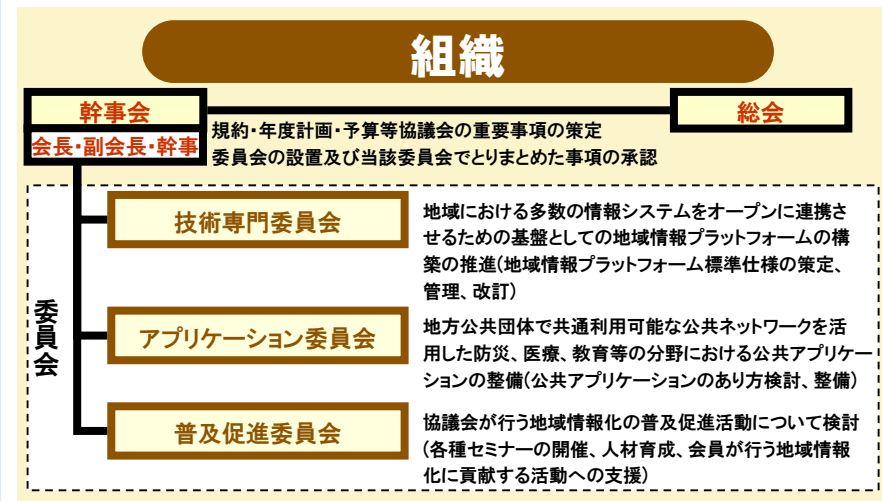 組織
幹事会
総会
会長・副会長・幹事
規約・年度計画・予算等協議会の重要事項の策定
委員会の設置及び当該委員会でとりまとめた事項の承認
委員会
技術専門委員会
地域における多数の情報システムをオープンに連携さ
せるための基盤としての地域情報プラットフォームの構
築の推進(地域情報プラットフォーム標準仕様の策定、
管理、改訂)
アプリケーション委員会
地方公共団体で共通利用可能な公共ネットワークを活
用した防災、医療、教育等の分野における公共アプリケー
ションの整備(公共アプリケーションのあり方検討、整備)
普及促進委員会
協議会が行う地域情報化の普及促進活動について検討
(各種セミナーの開催、人材育成、会員が行う地域情報
化に貢献する活動への支援)